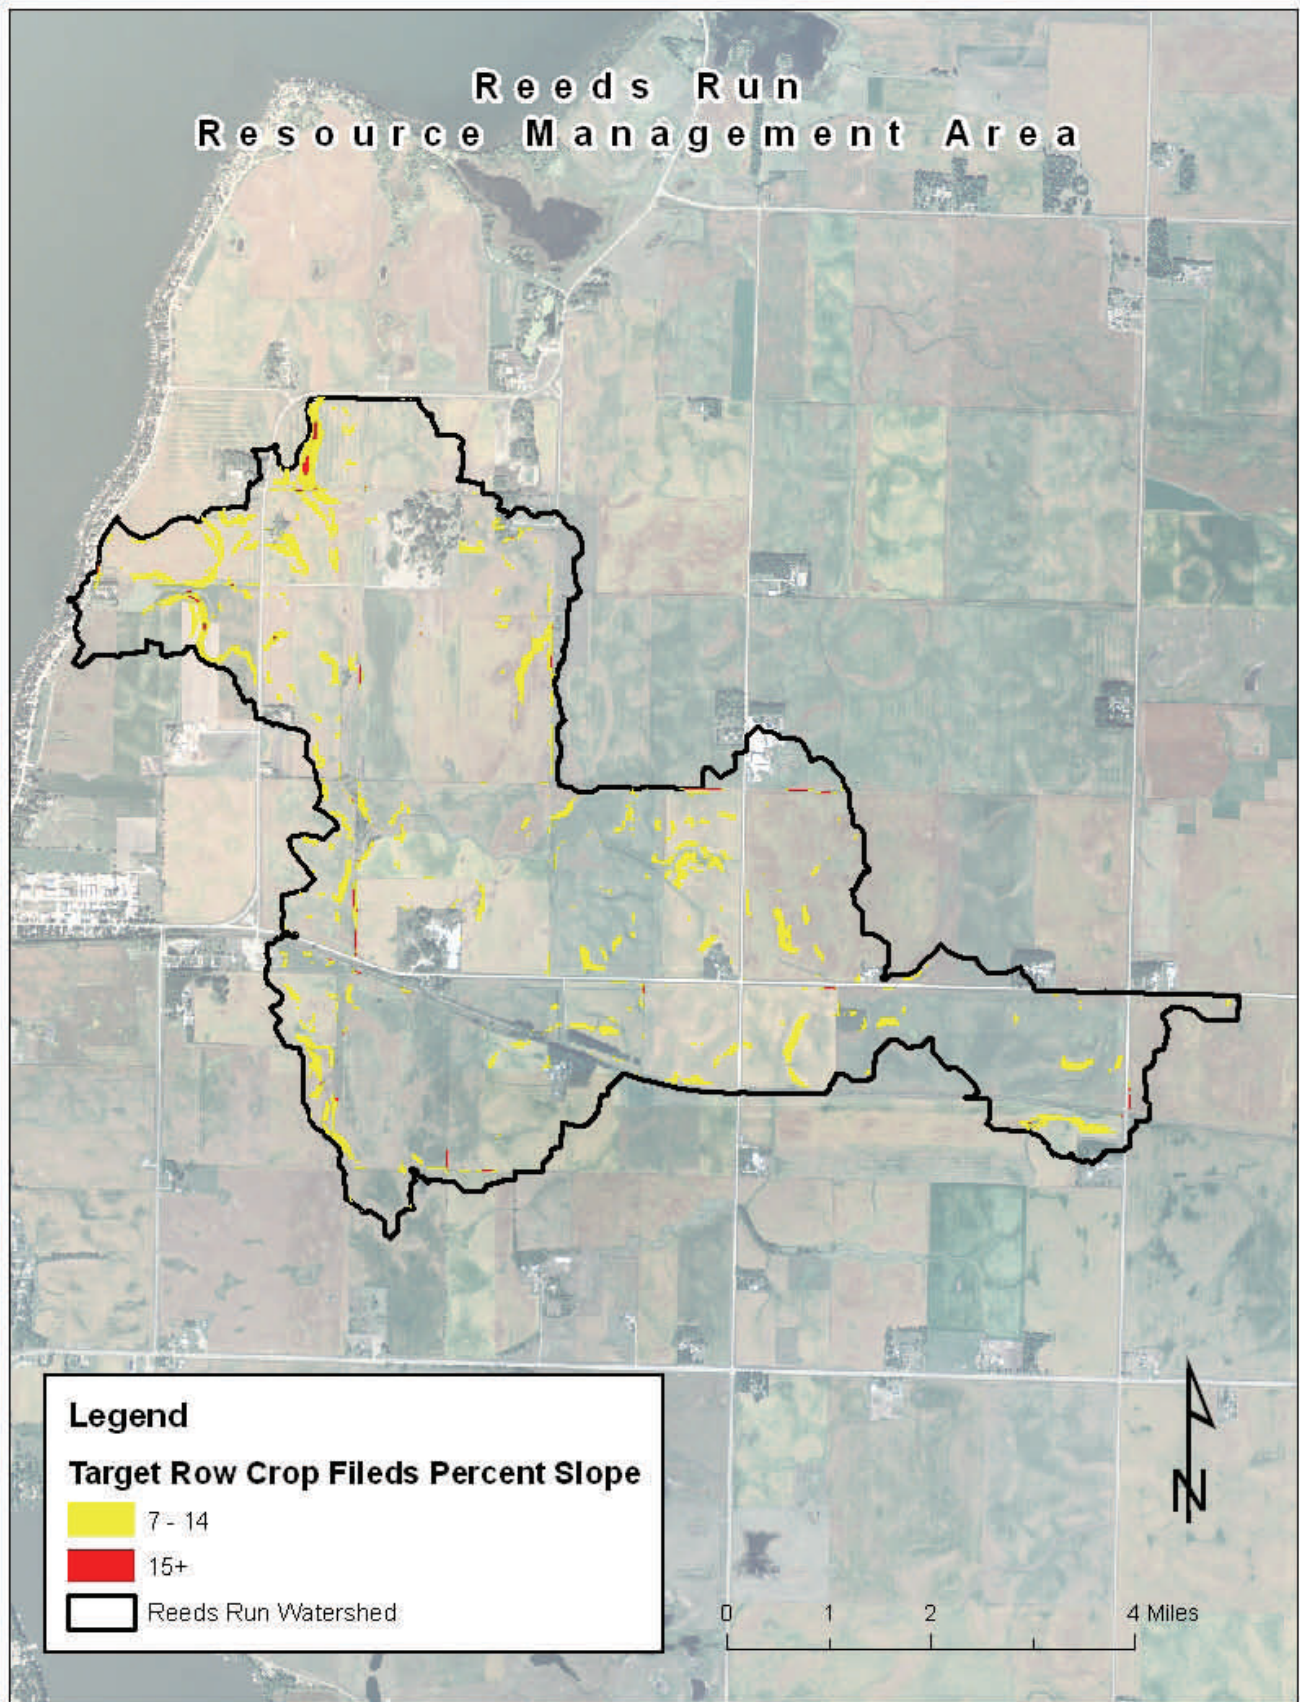 Reeds Run
Resource Management Area
Legend
Target Row Crop Fileds Percent Slope
7 - 14
15+
Reeds Run Watershed
N
0 1 2 4 Miles